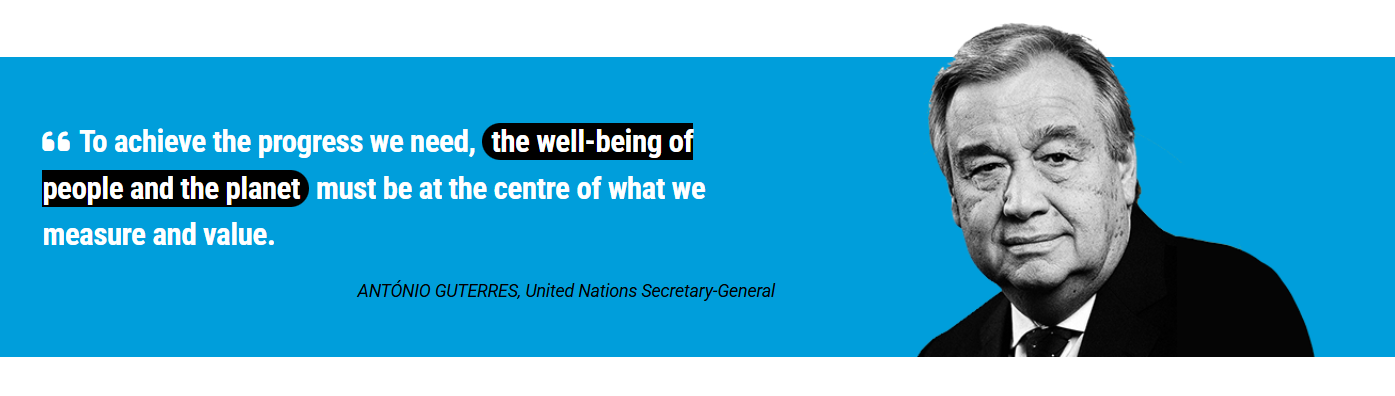 ❝ To achieve the progress we need, the well-being of
people and the planet must be at the centre of what we
measure and value.
ANTÓNIO GUTERRES, United Nations Secretary-General